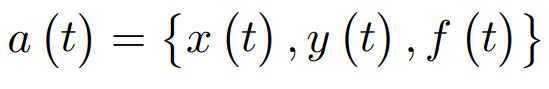 a (t) = {x (t) , y (t) , f (t)}